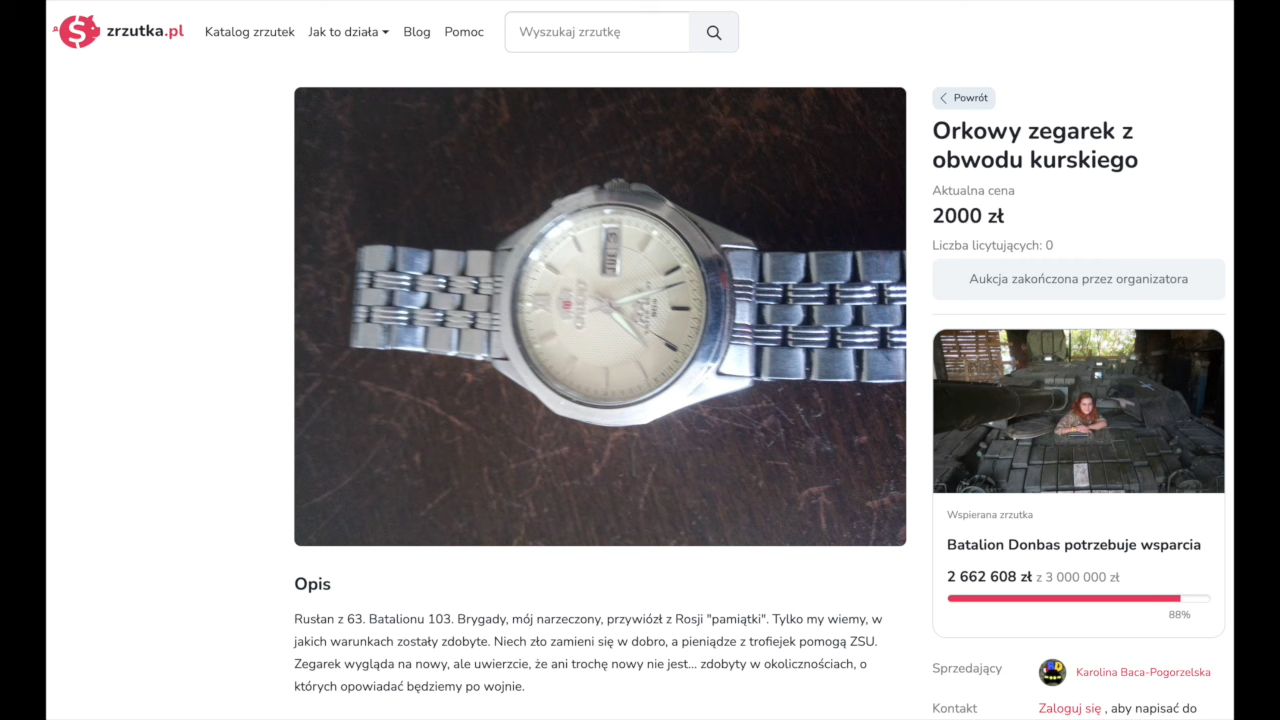 zrzutka.pl Katalog zrzutek Jak to działa Blog Pomoc Wyszukaj zrzutkę
Powrót
Orkowy zegarek z
obwodu kurskiego
Aktualna cena
2000 zł
Liczba licytujących: 0
Aukcja zakończona przez organizatora
ORIENT
Wspierana zrzutka
Batalion Donbas potrzebuje wsparcia
2 662 608 zł z 3 000 000 zł
88%
Opis
Rusłan z 63. Batalionu 103. Brygady, mój narzeczony, przywiózł z Rosji "pamiątki". Tylko my wiemy, w
jakich warunkach zostały zdobyte. Niech zło zamieni się w dobro, a pieniądze z trofiejek pomogą ZSU.
Zegarek wygląda na nowy, ale uwierzcie, że ani trochę nowy nie jest... zdobyty w okolicznościach, o
których opowiadać będziemy po wojnie.
Sprzedający Karolina Baca-Pogorzelska
Kontakt Zaloguj się , aby napisać do